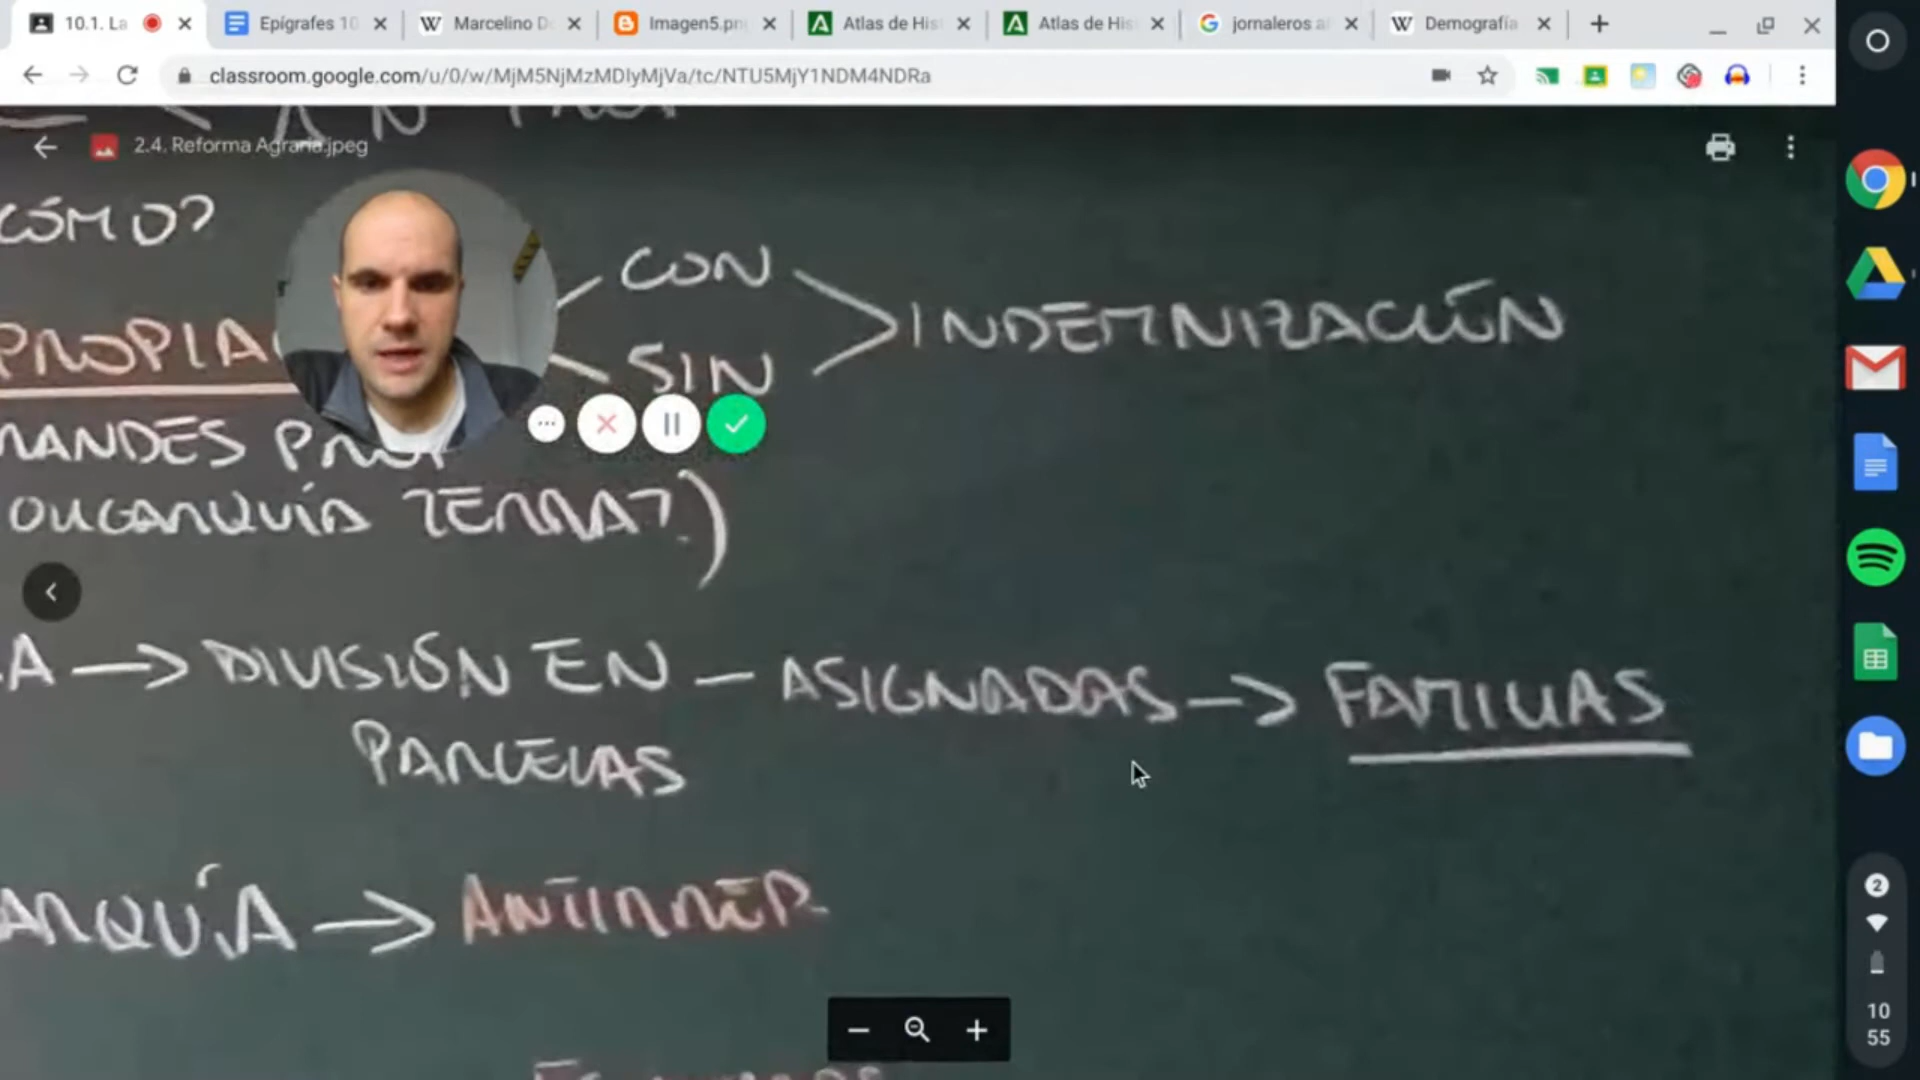 10.1. La
Epígrafes 10
Marcelino D
Imagen5.pn
Atlas de His
Atlas de His
jornaleros a
Demografía
classroom.google.com/u/0/w/MjM5NjMzMDIyMjVa/tc/NTU5MjY1NDM4NDRa
2.4. Reforma Agraria.jpeg
CÓMO?
CON
PROPIA
INDEMNIZACIÓN
SIN
RANDES PROP
OLIGARQUÍA TERRAT.)
A → DIVISIÓN EN — ASIGNADAS → FAMILIAS
PARCELAS
ARQUÍA → ANTIRREP
2
10
55